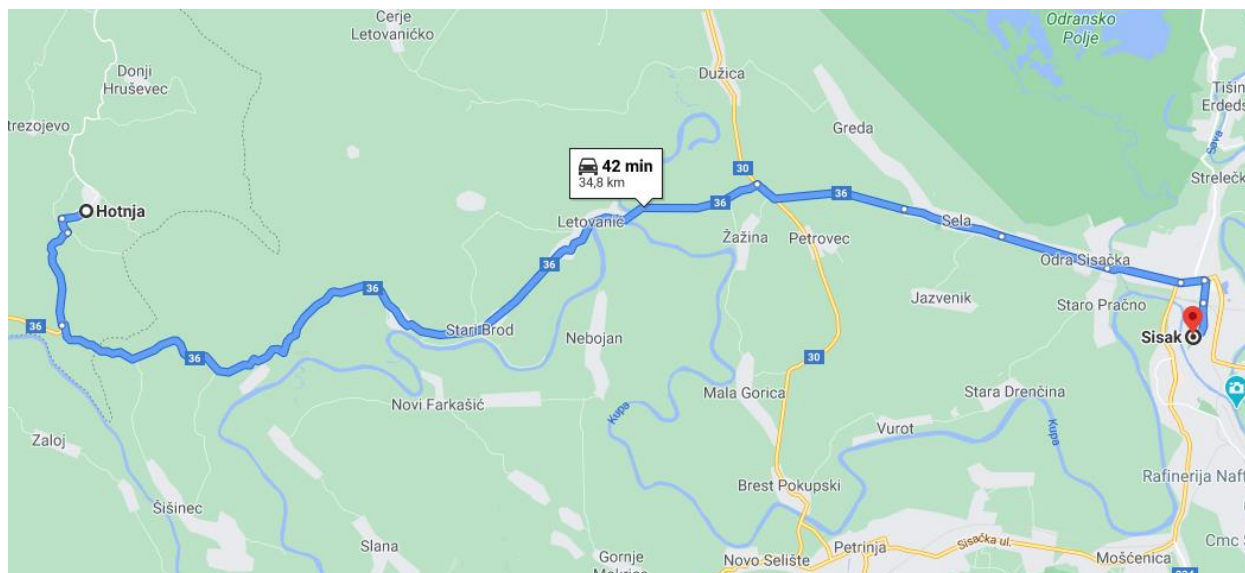 Cerje
Letovaničko
Odransko
Polje
Donji
Hruševec
Dužica
Tišin
Erdeds
trezojevo
Greda
Sava
42 min
34,8 km
30
Strelečk
Hotnja
36
36
Letovanić
Sela
Žažina
Petrovec
36
Odra Sisačka
36
Jazvenik
Staro Pračno
36
Stari Brod
Nebojan
Sisak
36
30
Novi Farkašić
Mala Gorica
Stara Drenčina
Kupa
Vurot
Kupa
Zaloj
Rafinerija Naft
Brest Pokupski
Šišinec
Slana
Gornje
Novo Selište
Petrinja
Sisačka ul.
Mošćenica
Cmc S